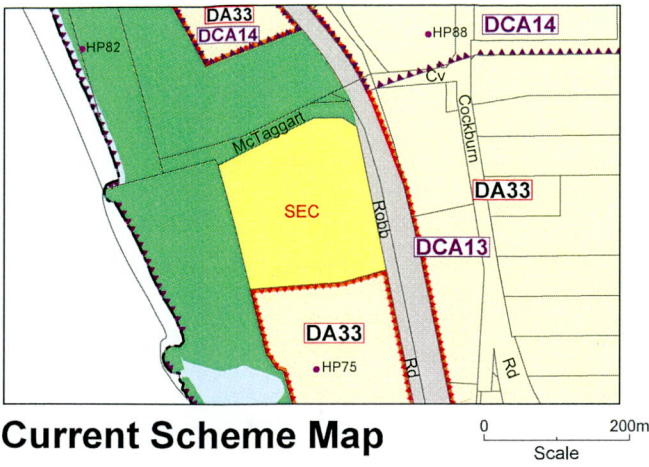 DA33
DCA14
HP82
HP88
DCA14
Cv
McTaggart
Cockburn
SEC
Robb
DA33
DCA13
DA33
HP75
Rd
Rd
Current Scheme Map
0 200m
Scale